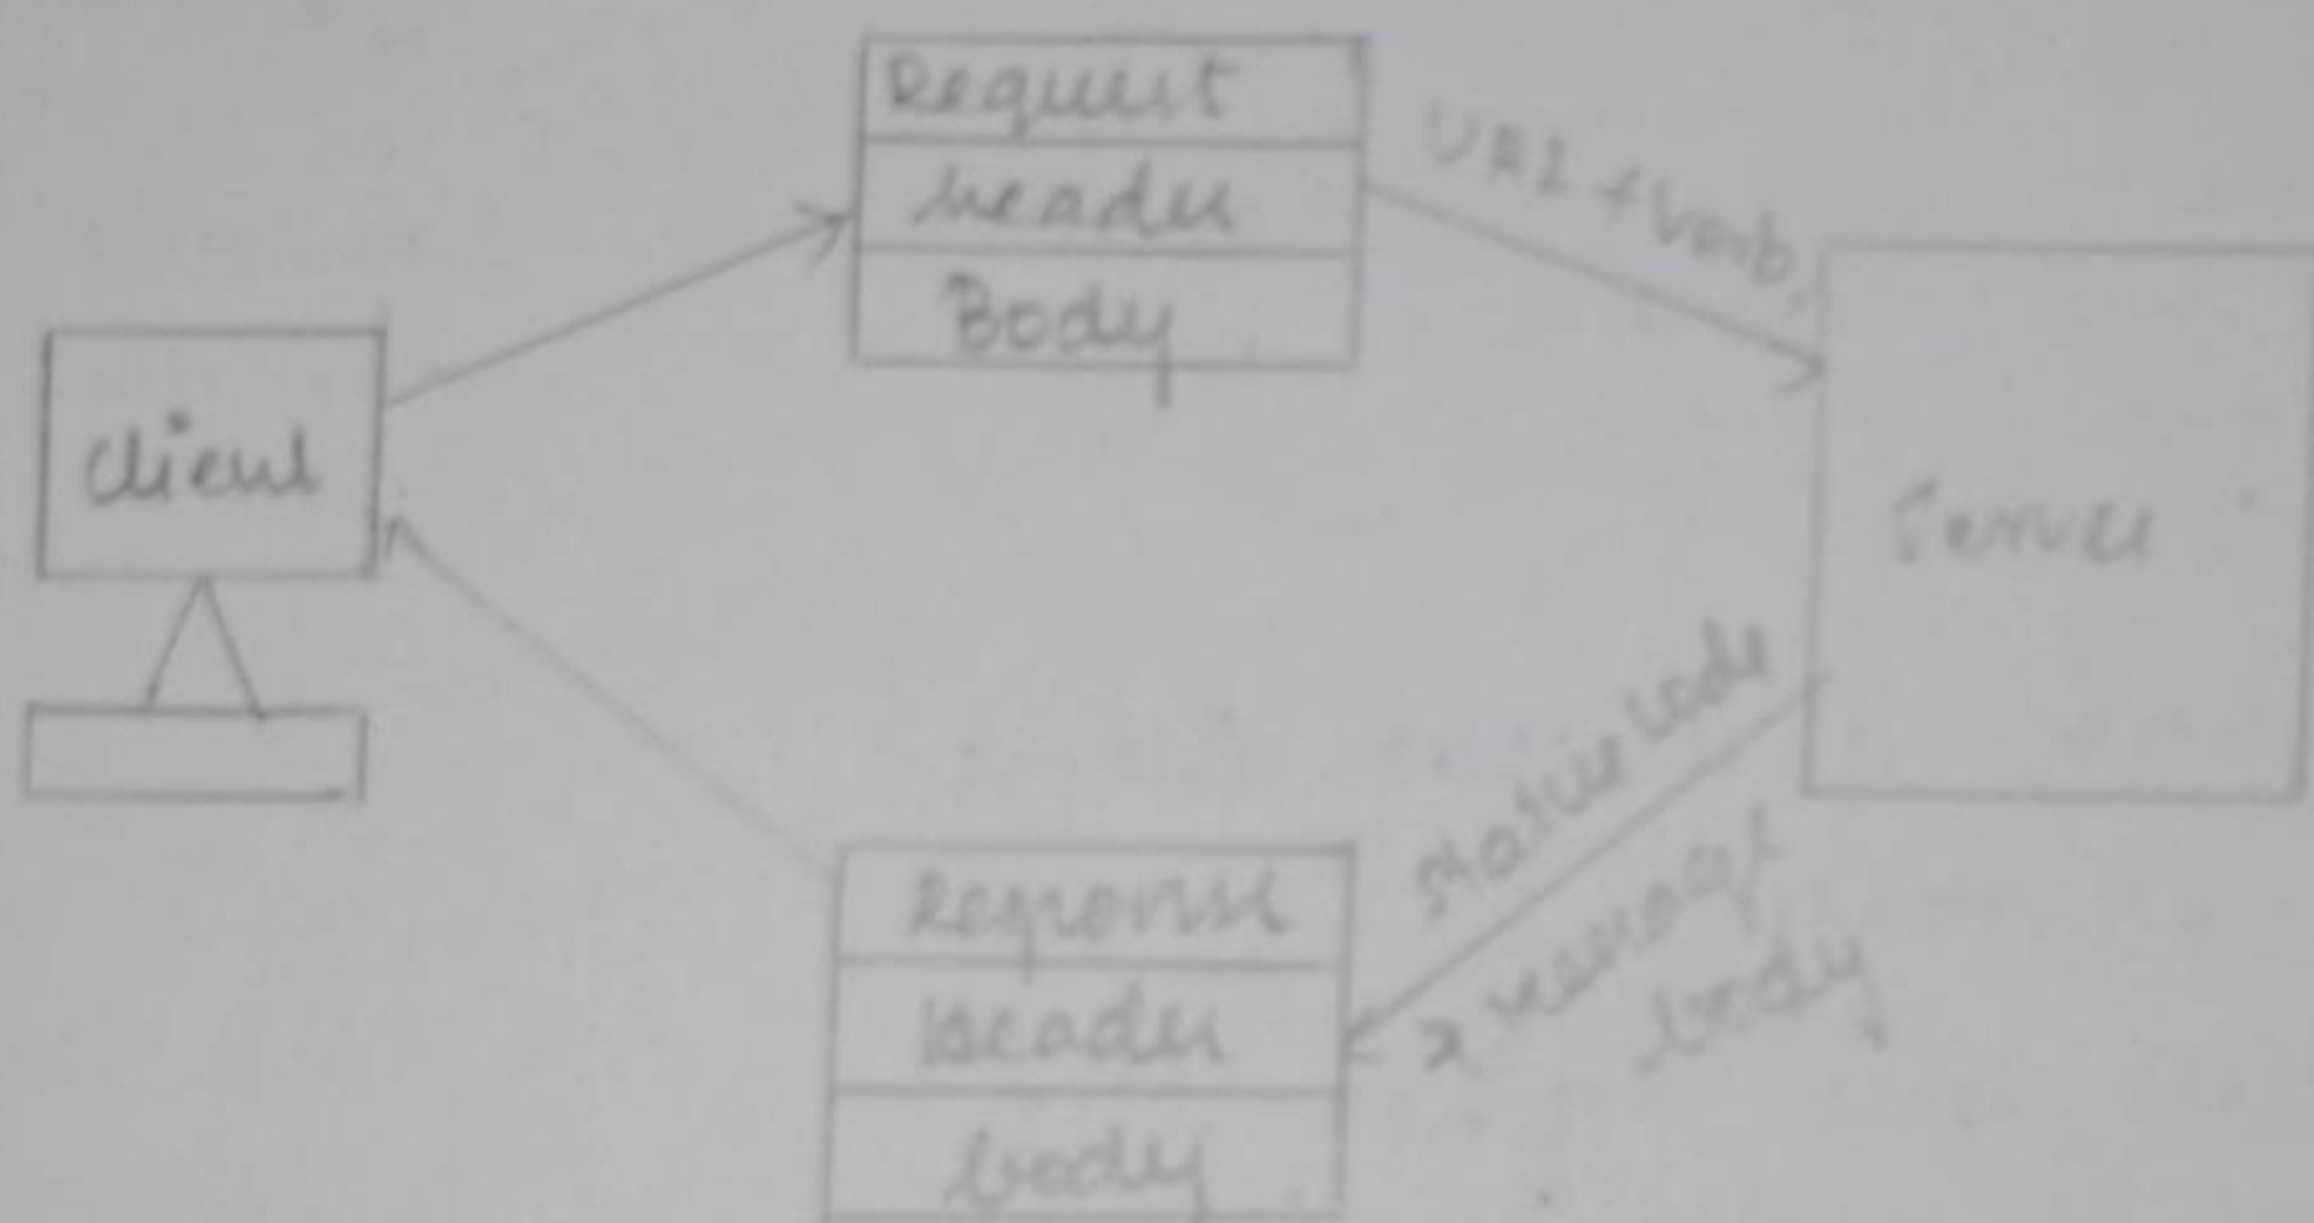 Request
header
Body
URL + Verb
client
Server
Status code
message
body
Response
Header
body